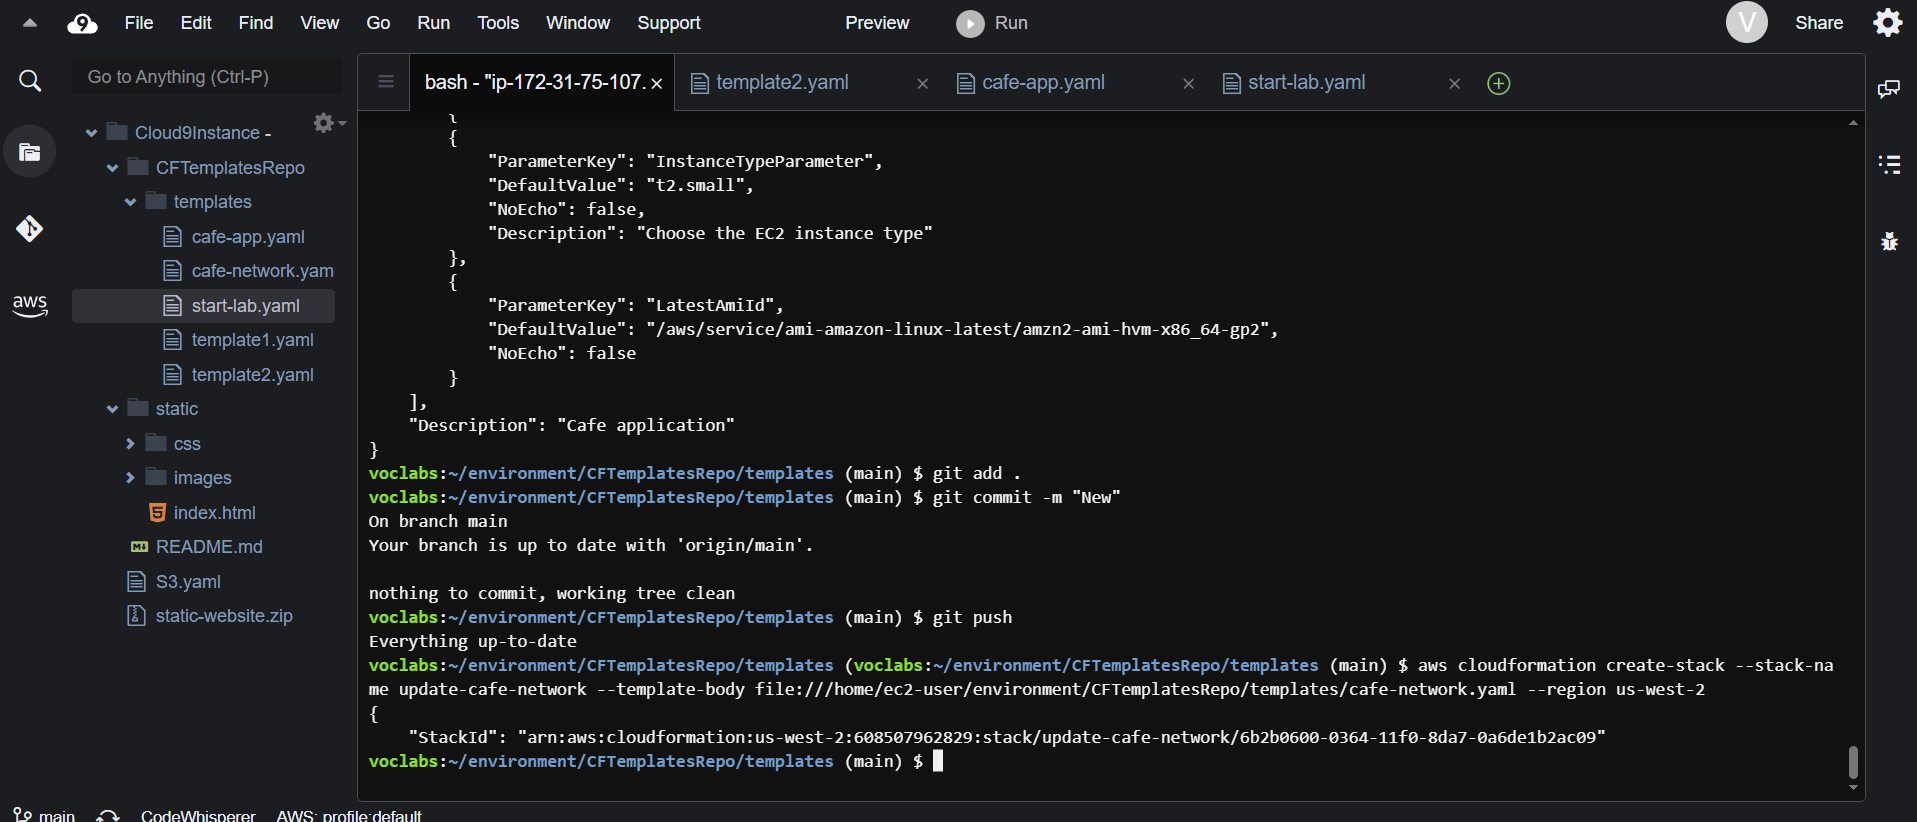 File Edit Find View Go Run Tools Window Support Preview Run V Share
Go to Anything (Ctrl-P)
bash - "ip-172-31-75-107. × template2.yaml × cafe-app.yaml × start-lab.yaml ×
Cloud9Instance -
CFTemplatesRepo
templates
cafe-app.yaml
cafe-network.yam
start-lab.yaml
template1.yaml
template2.yaml
static
css
images
index.html
README.md
S3.yaml
static-website.zip
aws
{
{
"ParameterKey": "InstanceTypeParameter",
"DefaultValue": "t2.small",
"NoEcho": false,
"Description": "Choose the EC2 instance type"
},
{
"ParameterKey": "LatestAmiId",
"DefaultValue": "/aws/service/ami-amazon-linux-latest/amzn2-ami-hvm-x86_64-gp2",
"NoEcho": false
}
],
"Description": "Cafe application"
}
voclabs:~/environment/CFTemplatesRepo/templates (main) $ git add .
voclabs:~/environment/CFTemplatesRepo/templates (main) $ git commit -m "New"
On branch main
Your branch is up to date with 'origin/main'.
nothing to commit, working tree clean
voclabs:~/environment/CFTemplatesRepo/templates (main) $ git push
Everything up-to-date
voclabs:~/environment/CFTemplatesRepo/templates (voclabs:~/environment/CFTemplatesRepo/templates (main) $ aws cloudformation create-stack --stack-na
me update-cafe-network --template-body file:///home/ec2-user/environment/CFTemplatesRepo/templates/cafe-network.yaml --region us-west-2
{
"StackId": "arn:aws:cloudformation:us-west-2:608507962829:stack/update-cafe-network/6b2b0600-0364-11f0-8da7-0a6de1b2ac09"
voclabs:~/environment/CFTemplatesRepo/templates (main) $
main CodeWhisperer AWS: profile:default